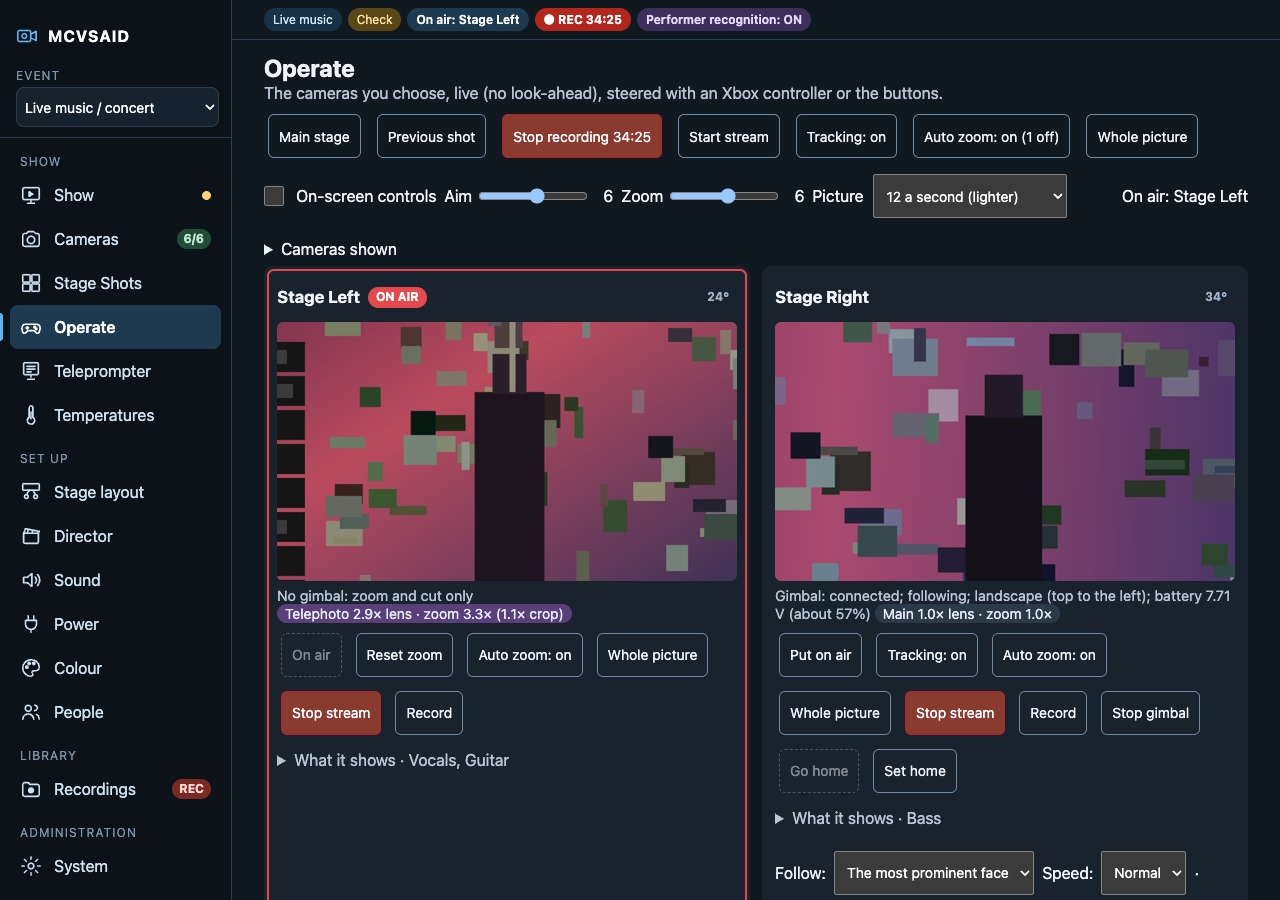 MCVSAID
EVENT
Live music / concert
SHOW
Show
Cameras 6/6
Stage Shots
Operate
Teleprompter
Temperatures
SET UP
Stage layout
Director
Sound
Power
Colour
People
LIBRARY
Recordings REC
ADMINISTRATION
System
Live music Check On air: Stage Left REC 34:25 Performer recognition: ON
Operate
The cameras you choose, live (no look-ahead), steered with an Xbox controller or the buttons.
Main stage Previous shot Stop recording 34:25 Start stream Tracking: on Auto zoom: on (1 off) Whole picture
On-screen controls Aim 6 Zoom 6 Picture 12 a second (lighter) On air: Stage Left
Cameras shown
Stage Left ON AIR 24°
No gimbal: zoom and cut only
Telephoto 2.9× lens · zoom 3.3× (1.1× crop)
On air Reset zoom Auto zoom: on Whole picture
Stop stream Record
What it shows · Vocals, Guitar
Stage Right 34°
Gimbal: connected; following; landscape (top to the left); battery 7.71
V (about 57%) Main 1.0× lens · zoom 1.0×
Put on air Tracking: on Auto zoom: on
Whole picture Stop stream Record Stop gimbal
Go home Set home
What it shows · Bass
Follow: The most prominent face Speed: Normal ·